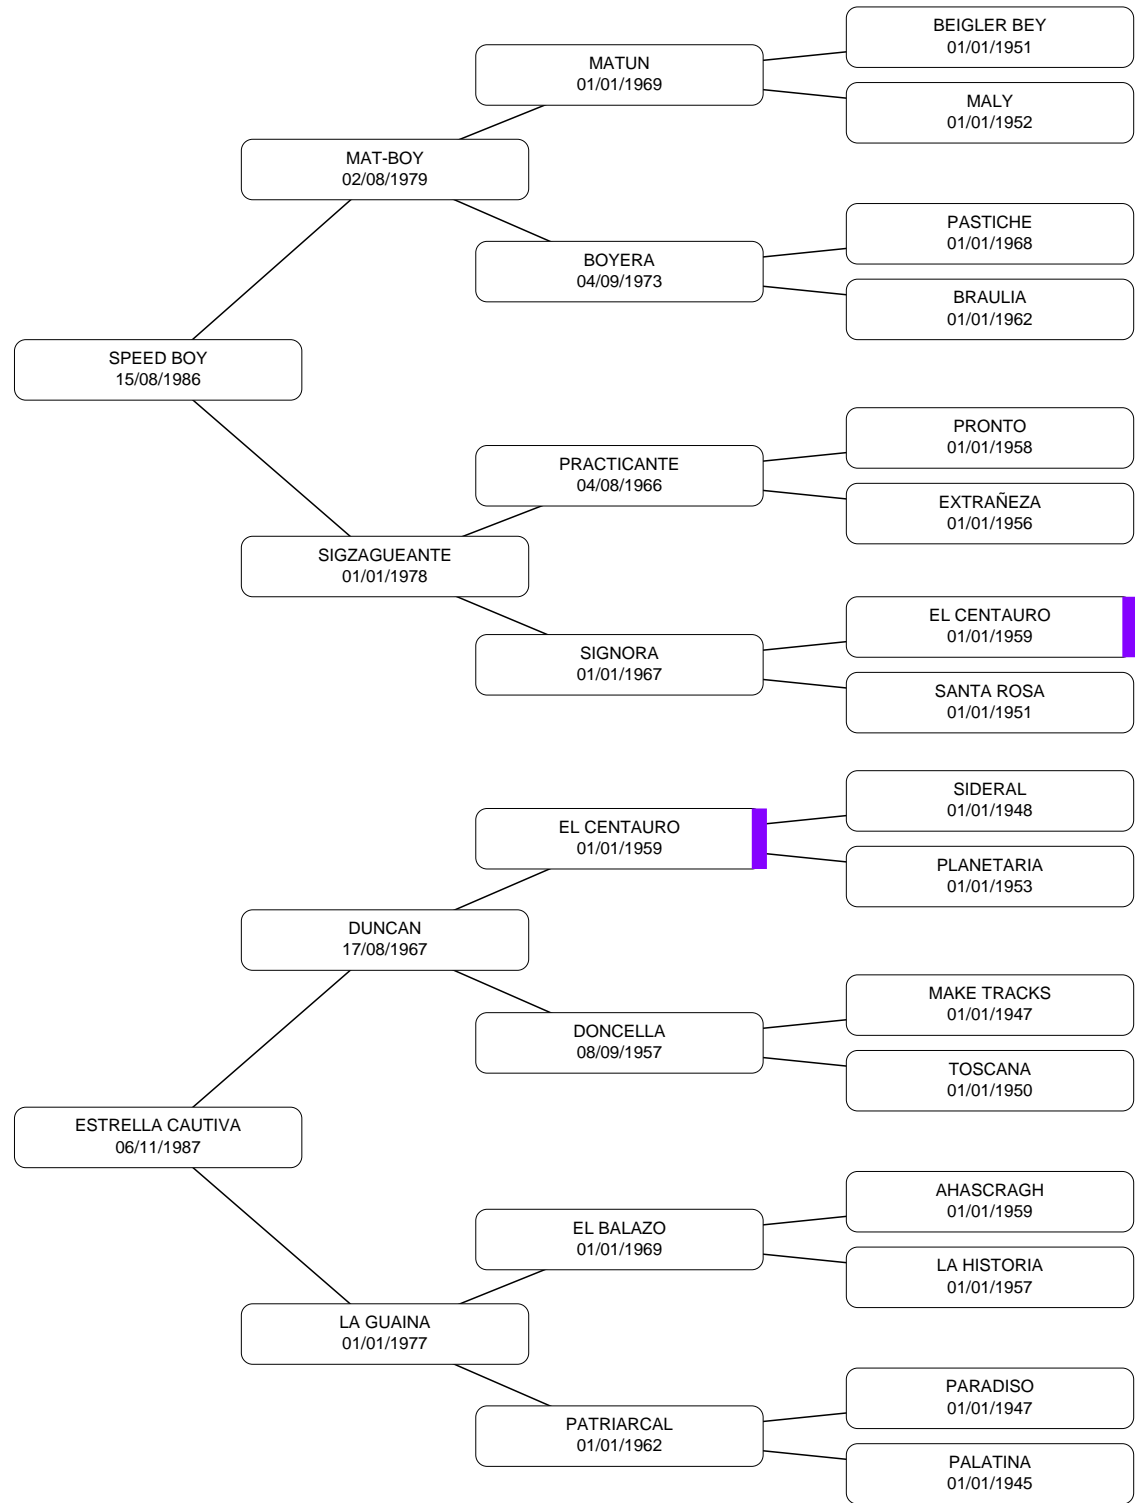 BEIGLER BEY
01/01/1951
MATUN
01/01/1969
MALY
01/01/1952
MAT-BOY
02/08/1979
PASTICHE
01/01/1968
BOYERA
04/09/1973
BRAULIA
01/01/1962
SPEED BOY
15/08/1986
PRONTO
01/01/1958
PRACTICANTE
04/08/1966
EXTRAÑEZA
01/01/1956
SIGZAGUEANTE
01/01/1978
EL CENTAURO
01/01/1959
SIGNORA
01/01/1967
SANTA ROSA
01/01/1951
SIDERAL
01/01/1948
EL CENTAURO
01/01/1959
PLANETARIA
01/01/1953
DUNCAN
17/08/1967
MAKE TRACKS
01/01/1947
DONCELLA
08/09/1957
TOSCANA
01/01/1950
ESTRELLA CAUTIVA
06/11/1987
AHASCRAGH
01/01/1959
EL BALAZO
01/01/1969
LA HISTORIA
01/01/1957
LA GUAINA
01/01/1977
PARADISO
01/01/1947
PATRIARCAL
01/01/1962
PALATINA
01/01/1945